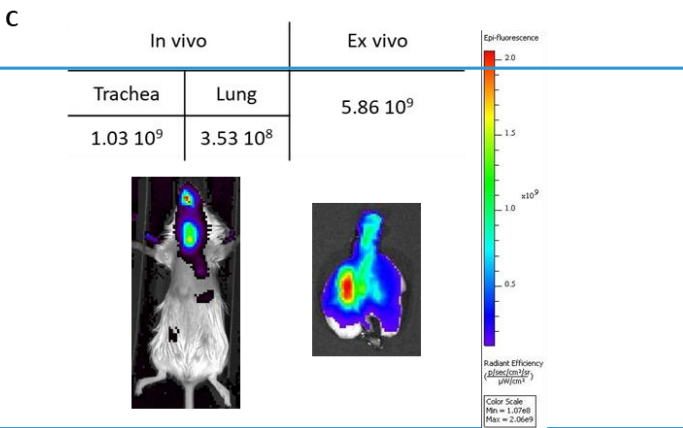 C
In vivo
Ex vivo
Trachea
Lung
5.86 10⁹
1.03 10⁹
3.53 10⁸
Epi-fluorescence
2.0
1.5
x10⁹
1.0
0.5
Radiant Efficiency
(p/sec/cm²/sr
µW/cm²)
Color Scale
Min = 1.07e8
Max = 2.06e9